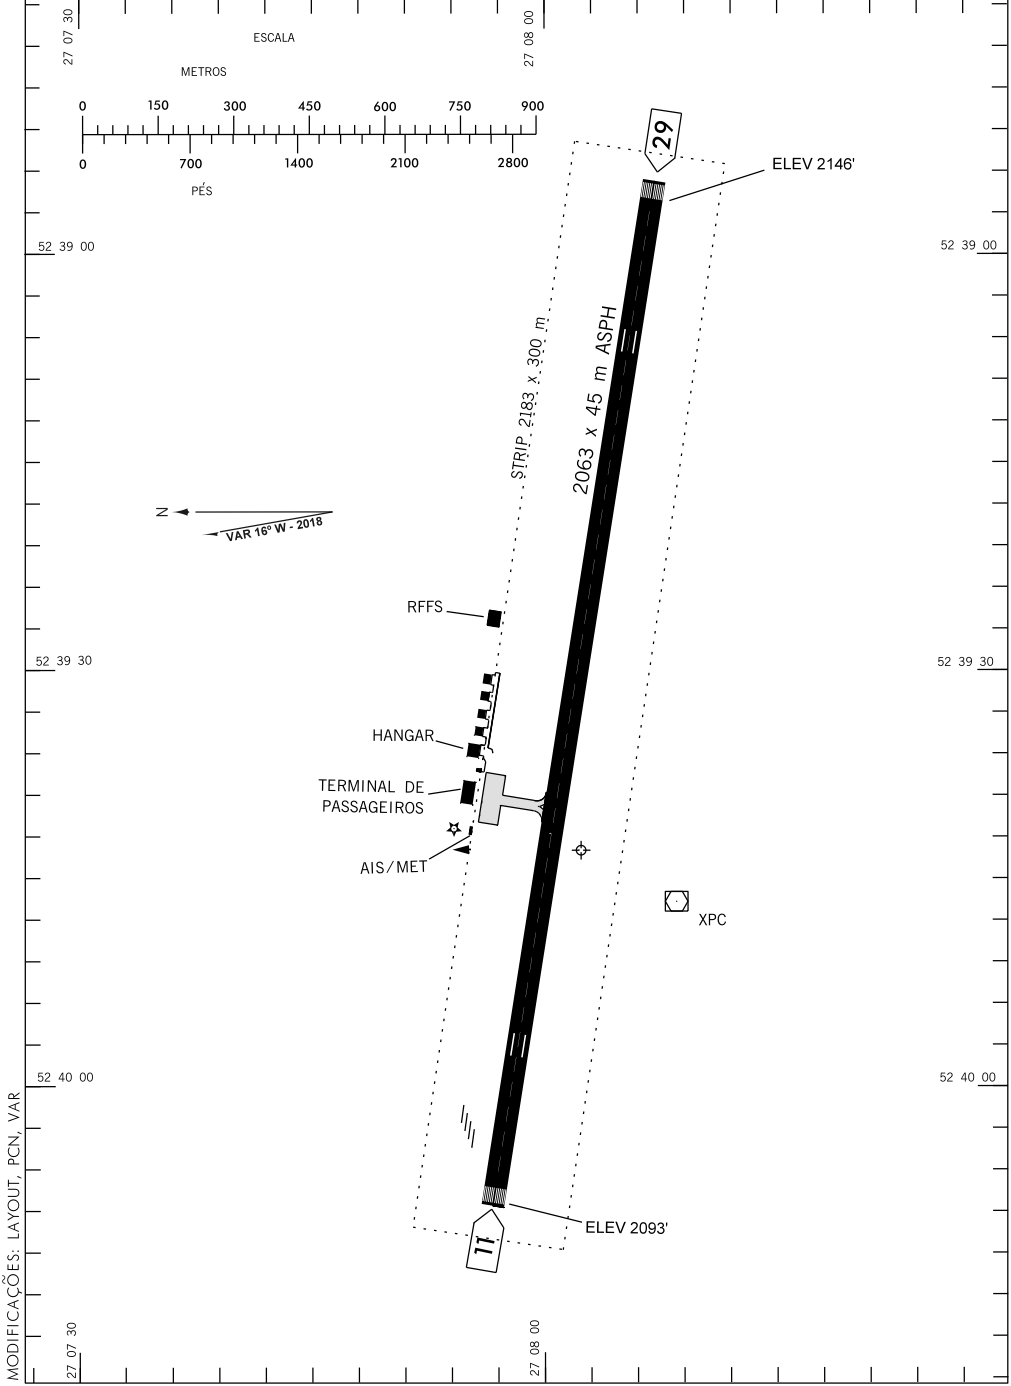 27 07 30
27 08 00
ESCALA
METROS
0 150 300 450 600 750 900
0 700 1400 2100 2800
PÉS
29
ELEV 2146'
52 39 00
52 39 00
STRIP 2183 x 300 m
2063 x 45 m ASPH
N
VAR 16º W - 2018
RFFS
52 39 30
52 39 30
HANGAR
TERMINAL DE
PASSAGEIROS
AIS/MET
XPC
52 40 00
52 40 00
ELEV 2093'
11
27 07 30
27 08 00
MODIFICAÇÕES: LAYOUT, PCN, VAR